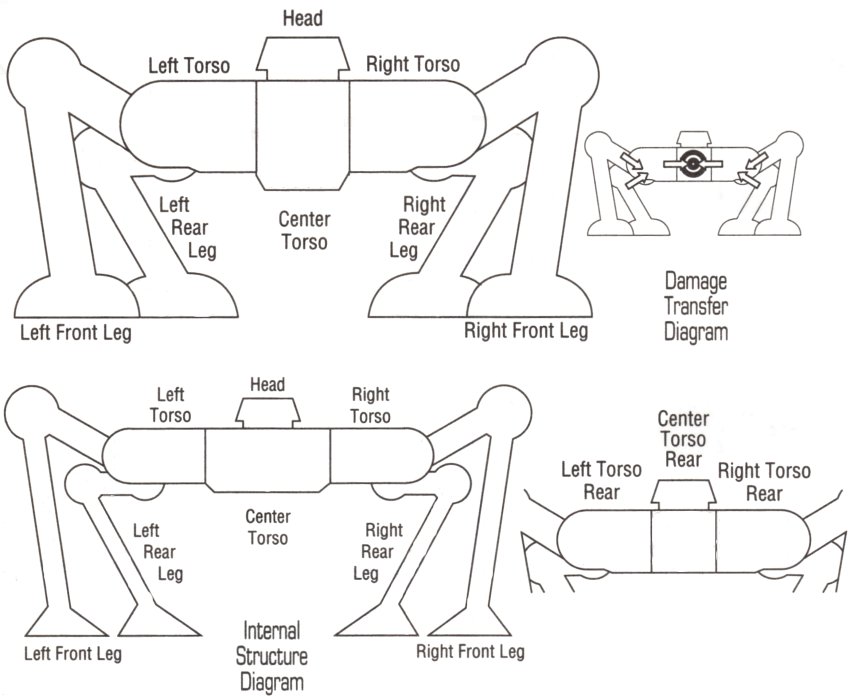 Head
Left Torso
Right Torso
Left
Rear
Leg
Center
Torso
Right
Rear
Leg
Left Front Leg
Right Front Leg
Damage
Transfer
Diagram
Left
Torso
Head
Right
Torso
Center
Torso
Left
Rear
Leg
Right
Rear
Leg
Left Front Leg
Internal
Structure
Diagram
Right Front Leg
Center
Torso
Rear
Left Torso
Rear
Right Torso
Rear